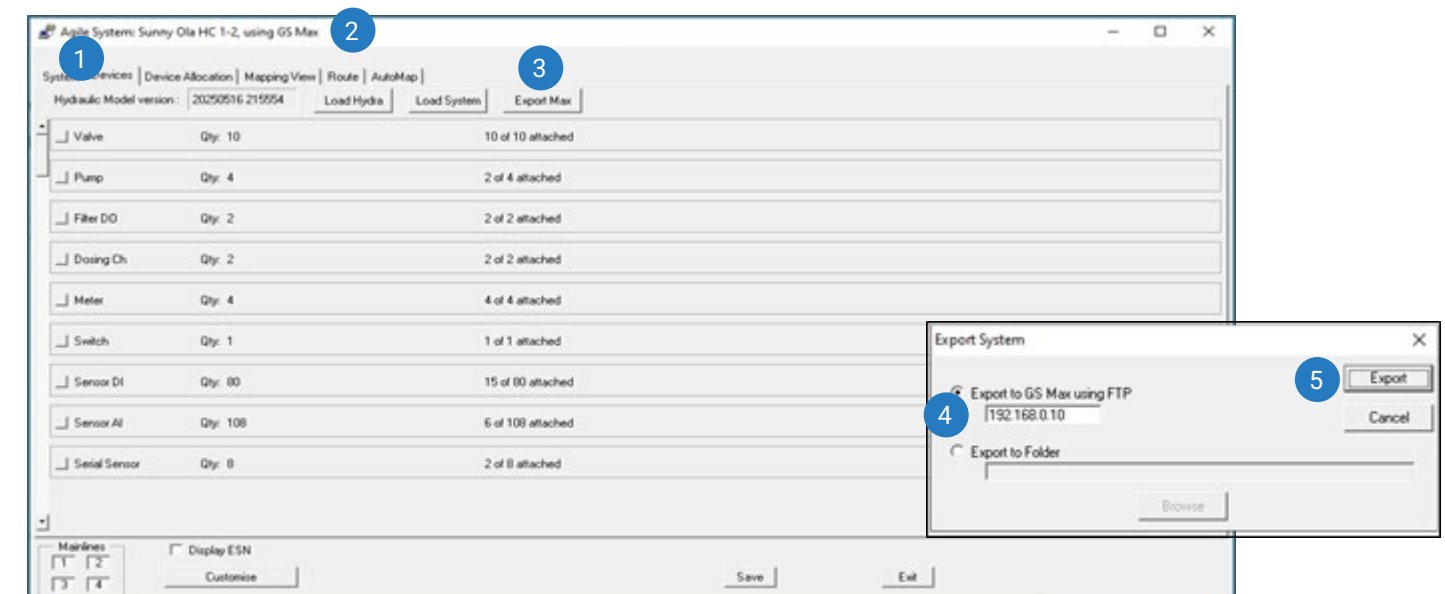 Agile System: Sunny Ola HC 1-2, using GS Max
2
1
3
Devices
Device Allocation
Mapping View
Route
AutoMap
Hydraulic Model version :
20250516 215554
Load Hydra
Load System
Export Max
Valve Qty: 10 10 of 10 attached
Pump Qty: 4 2 of 4 attached
Filter DO Qty: 2 2 of 2 attached
Dosing Ch Qty: 2 2 of 2 attached
Meter Qty: 4 4 of 4 attached
Switch Qty: 1 1 of 1 attached
Sensor DI Qty: 80 15 of 80 attached
Sensor AI Qty: 108 6 of 108 attached
Serial Sensor Qty: 8 2 of 8 attached
Mainlines
1 2
3 4
Display ESN
Customise
Save
Exit
Export System
5
Export
Export to GS Max using FTP
4
192.168.0.10
Cancel
Export to Folder
Browse